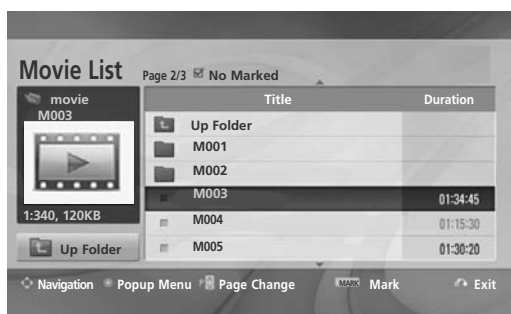 Movie List Page 2/3 No Marked
movie
M003
1:340, 120KB
Up Folder
Title Duration
Up Folder
M001
M002
M003 01:34:45
M004 01:15:30
M005 01:30:20
Navigation Popup Menu P Page Change MARK Mark Exit